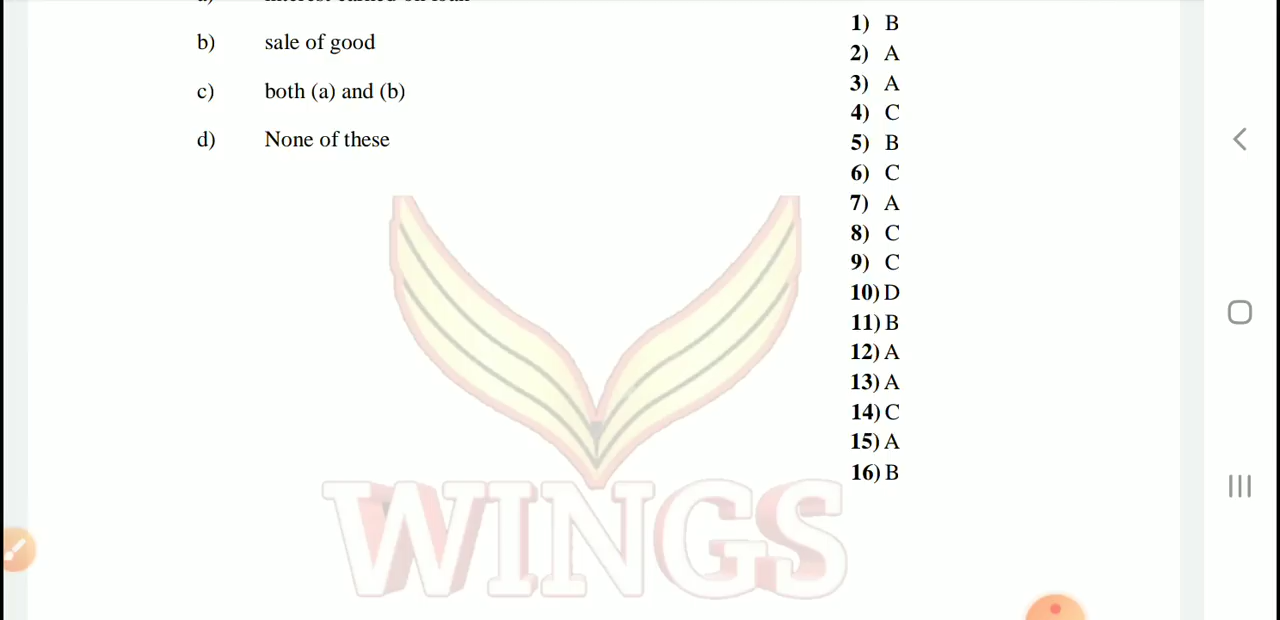 b) sale of good
c) both (a) and (b)
d) None of these
1) B
2) A
3) A
4) C
5) B
6) C
7) A
8) C
9) C
10) D
11) B
12) A
13) A
14) C
15) A
16) B
WINGS